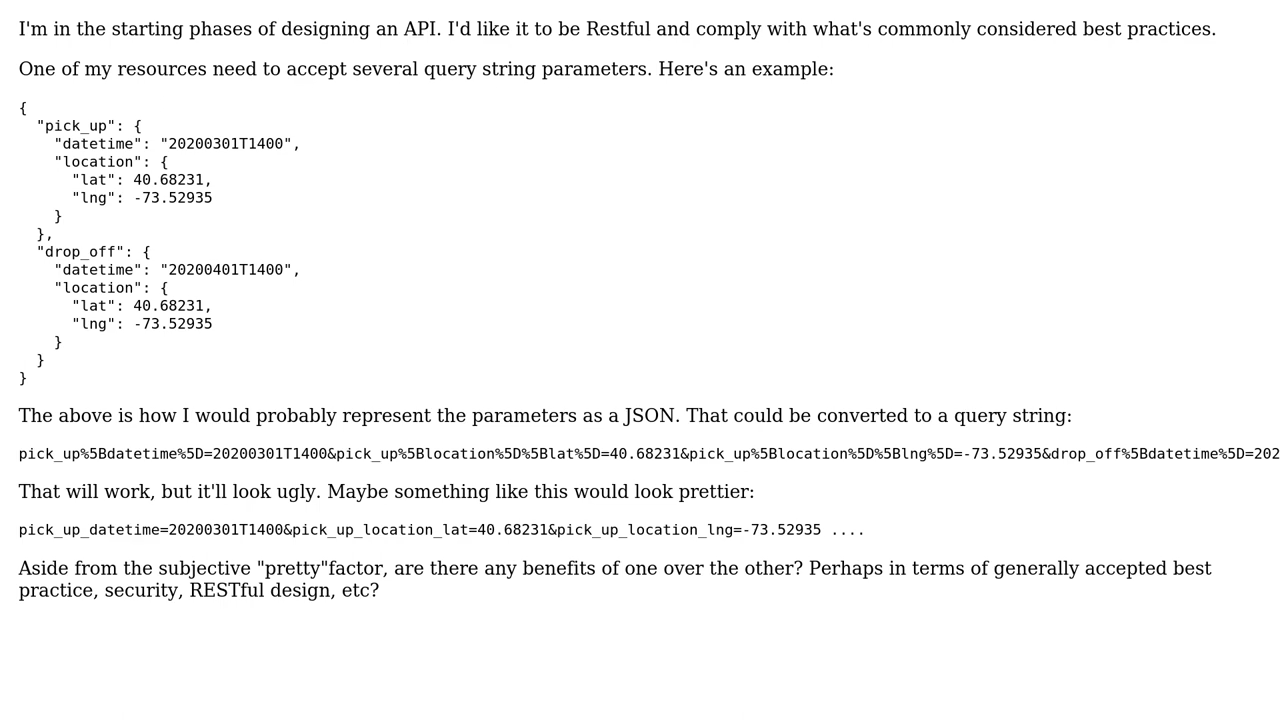 I'm in the starting phases of designing an API. I'd like it to be Restful and comply with what's commonly considered best practices.
One of my resources need to accept several query string parameters. Here's an example:
{
  "pick_up": {
    "datetime": "20200301T1400",
    "location": {
      "lat": 40.68231,
      "lng": -73.52935
    }
  },
  "drop_off": {
    "datetime": "20200401T1400",
    "location": {
      "lat": 40.68231,
      "lng": -73.52935
    }
  }
}
The above is how I would probably represent the parameters as a JSON. That could be converted to a query string:
pick_up%5Bdatetime%5D=20200301T1400&pick_up%5Blocation%5D%5Blat%5D=40.68231&pick_up%5Blocation%5D%5Blng%5D=-73.52935&drop_off%5Bdatetime%5D=202
That will work, but it'll look ugly. Maybe something like this would look prettier:
pick_up_datetime=20200301T1400&pick_up_location_lat=40.68231&pick_up_location_lng=-73.52935 ....
Aside from the subjective "pretty"factor, are there any benefits of one over the other? Perhaps in terms of generally accepted best
practice, security, RESTful design, etc?